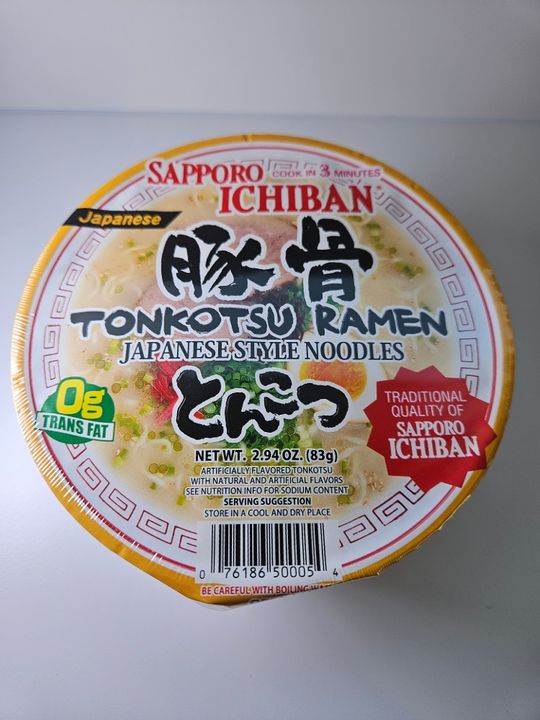 SAPPORO COOK IN 3 MINUTES
ICHIBAN®
Japanese
豚骨
TONKOTSU RAMEN
JAPANESE STYLE NOODLES
とんこつ
0g
TRANS FAT
TRADITIONAL
QUALITY OF
SAPPORO
ICHIBAN
NET WT. 2.94 OZ. (83g)
ARTIFICIALLY FLAVORED TONKOTSU
WITH NATURAL AND ARTIFICIAL FLAVORS
SEE NUTRITION INFO FOR SODIUM CONTENT
SERVING SUGGESTION
STORE IN A COOL AND DRY PLACE
0 76186 50005 4
BE CAREFUL WITH BOILING